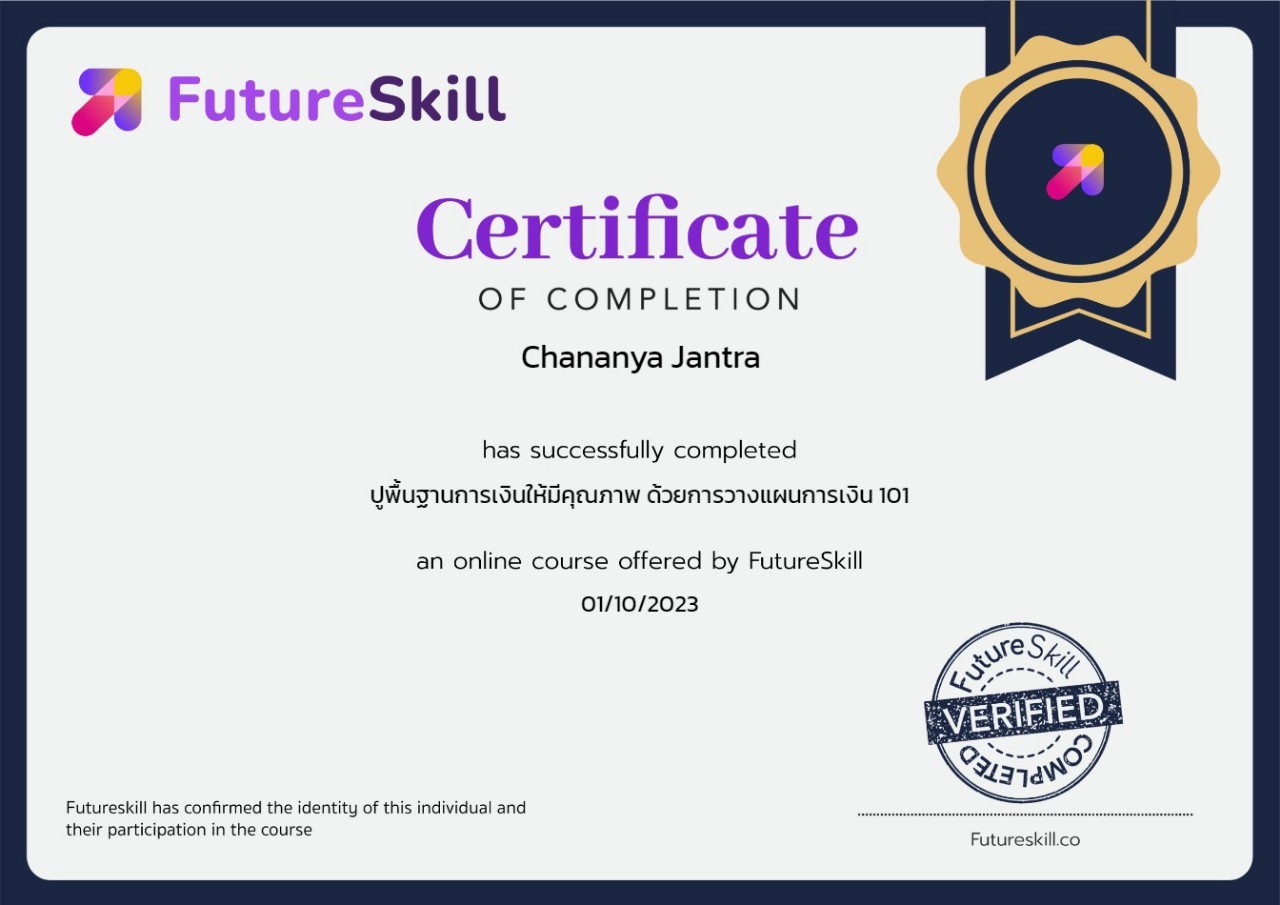 FutureSkill
Certificate
OF COMPLETION
Chananya Jantra
has successfully completed
ปูพื้นฐานการเงินให้มีคุณภาพ ด้วยการวางแผนการเงิน 101
an online course offered by FutureSkill
01/10/2023
FutureSkill
VERIFIED
COMPLETED
Futureskill has confirmed the identity of this individual and
their participation in the course
Futureskill.co